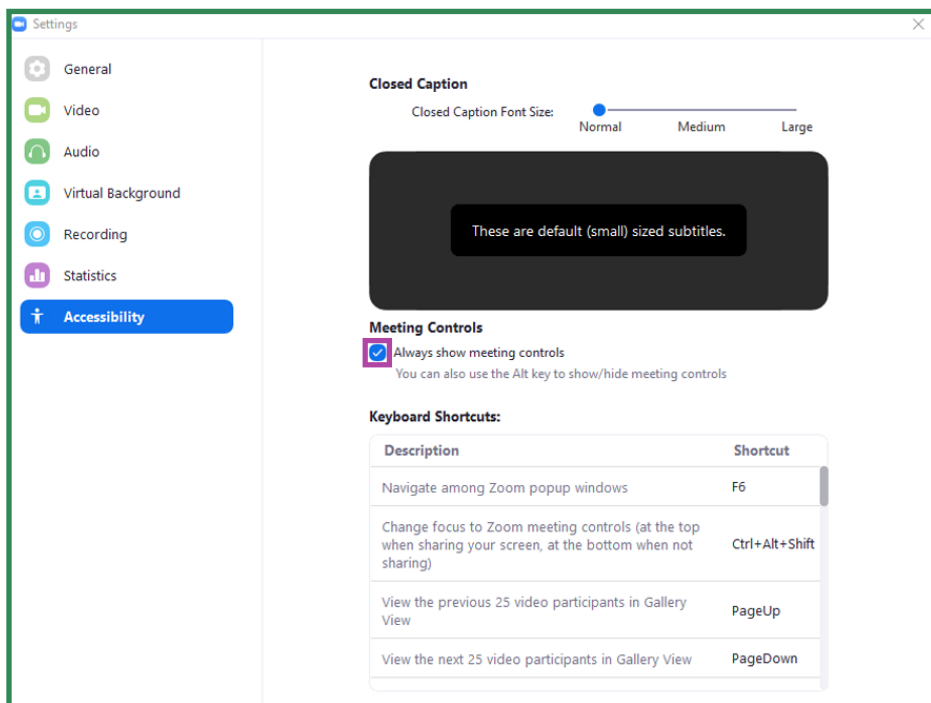 Settings
General
Video
Audio
Virtual Background
Recording
Statistics
Accessibility
Closed Caption
Closed Caption Font Size:
Normal Medium Large
These are default (small) sized subtitles.
Meeting Controls
Always show meeting controls
You can also use the Alt key to show/hide meeting controls
Keyboard Shortcuts:
Description Shortcut
Navigate among Zoom popup windows F6
Change focus to Zoom meeting controls (at the top
when sharing your screen, at the bottom when not Ctrl+Alt+Shift
sharing)
View the previous 25 video participants in Gallery
View PageUp
View the next 25 video participants in Gallery View PageDown